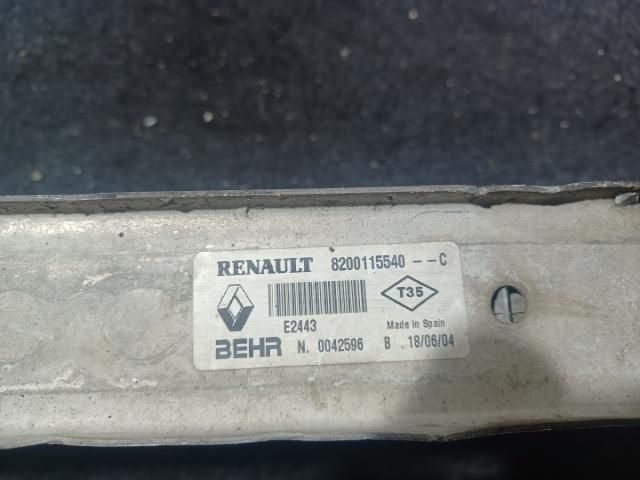 RENAULT 8200115540 --C
T35
E2443
Made in Spain
BEHR N. 0042596 B 18/06/04